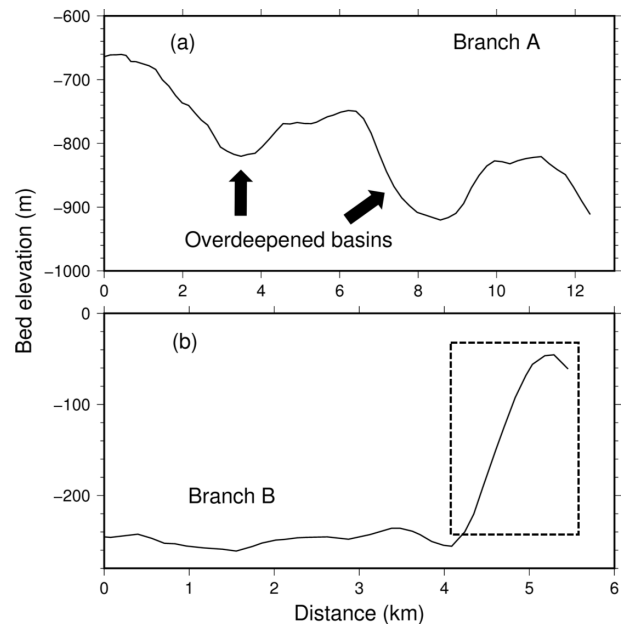 −600
(a)
Branch A
−700
−800
−900
Overdeepened basins
−1000
0 2 4 6 8 10 12
Bed elevation (m)
0
(b)
−100
−200
Branch B
0 1 2 3 4 5 6
Distance (km)